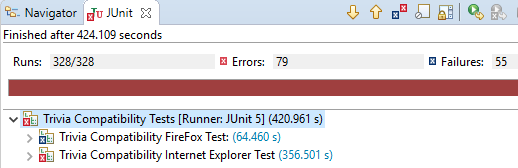 Navigator JUnit
Finished after 424.109 seconds
Runs: 328/328 Errors: 79 Failures: 55
Trivia Compatibility Tests [Runner: JUnit 5] (420.961 s)
Trivia Compatibility FireFox Test: (64.460 s)
Trivia Compatibility Internet Explorer Test (356.501 s)